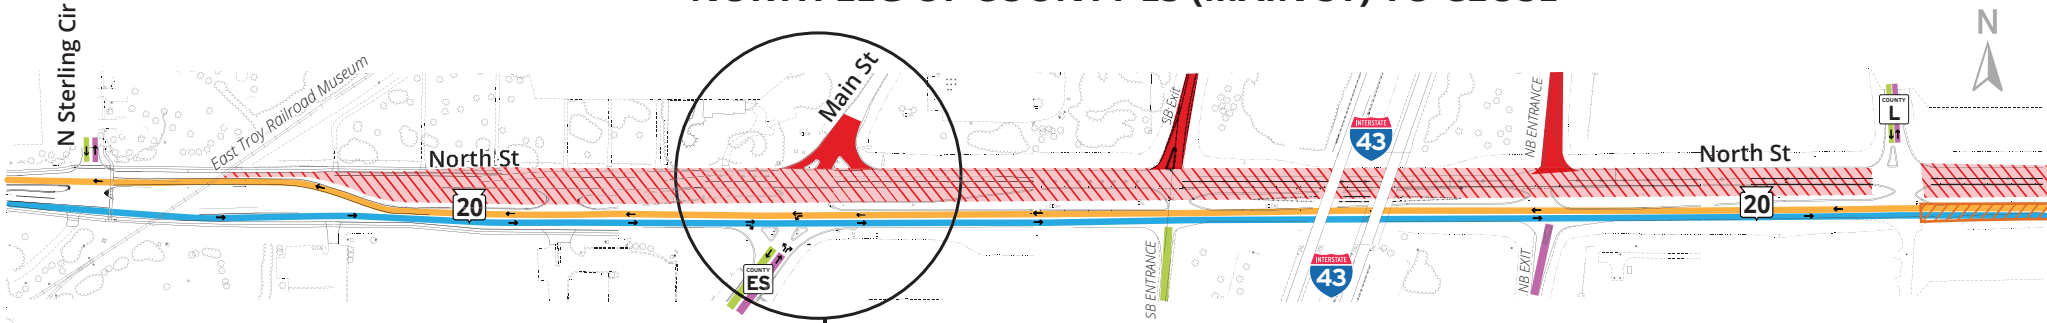 N Sterling Cir
East Troy Railroad Museum
North St
20
Main St
COUNTY
ES
SB Exit
SB ENTRANCE
INTERSTATE
43
INTERSTATE
43
NB ENTRANCE
NB EXIT
North St
20
COUNTY
L
N